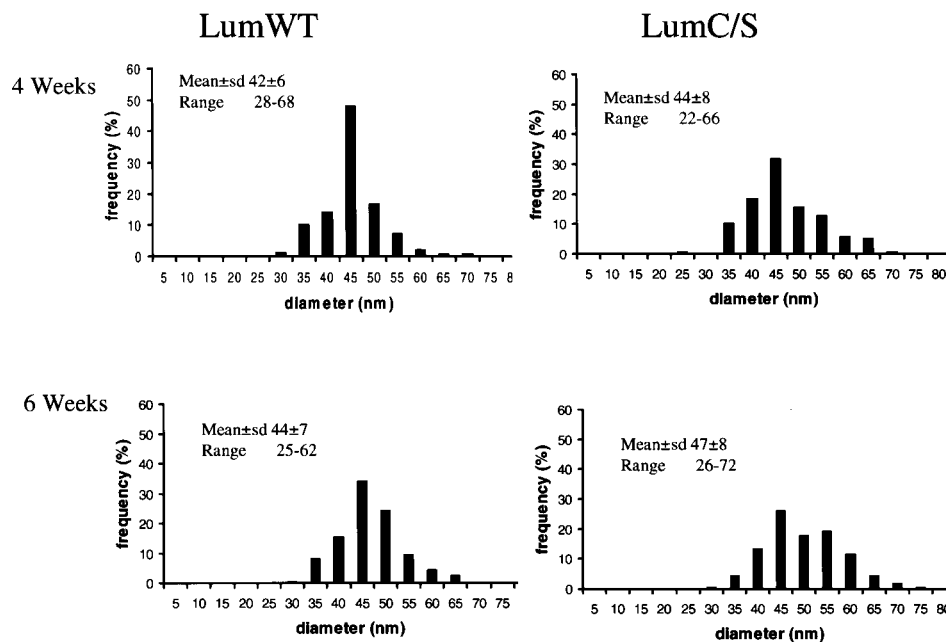 LumWT
LumC/S
4 Weeks
Mean±sd 42±6
Range 28-68
frequency (%)
60
50
40
30
20
10
0
5 10 15 20 25 30 35 40 45 50 55 60 65 70 75 8
diameter (nm)
Mean±sd 44±8
Range 22-66
frequency (%)
60
50
40
30
20
10
0
5 10 15 20 25 30 35 40 45 50 55 60 65 70 75 80
diameter (nm)
6 Weeks
Mean±sd 44±7
Range 25-62
frequency (%)
60
50
40
30
20
10
0
5 10 15 20 25 30 35 40 45 50 55 60 65 70 75
diameter (nm)
Mean±sd 47±8
Range 26-72
frequency (%)
60
50
40
30
20
10
0
5 10 15 20 25 30 35 40 45 50 55 60 65 70 75 80
diameter (nm)